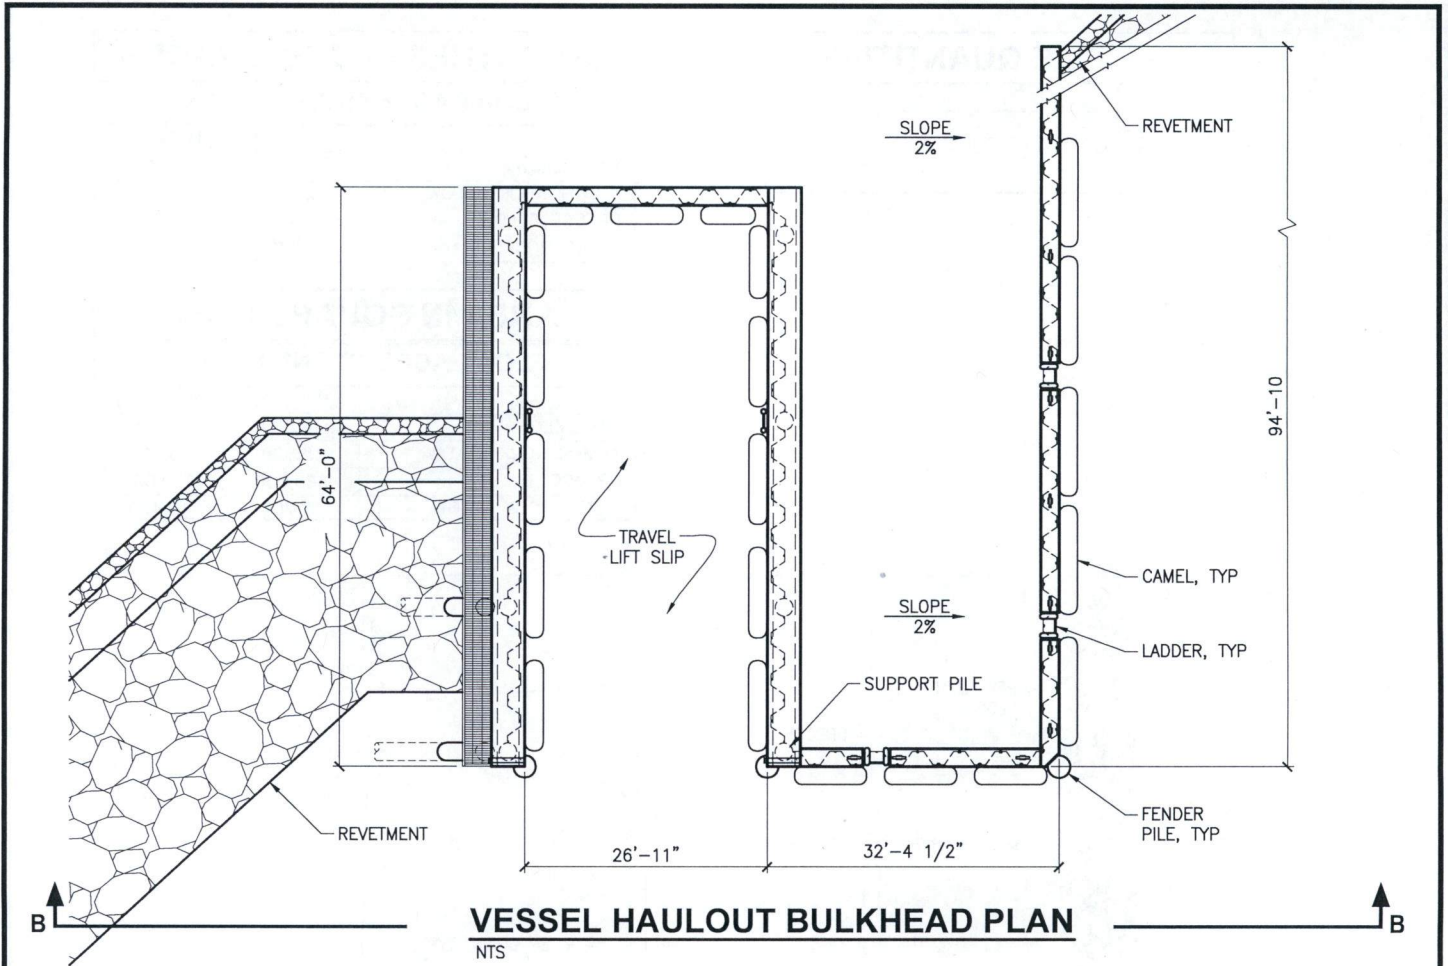 SLOPE
2%
REVETMENT
94'-10
64'-0"
TRAVEL
LIFT SLIP
CAMEL, TYP
SLOPE
2%
LADDER, TYP
SUPPORT PILE
FENDER
PILE, TYP
REVETMENT
26'-11"
32'-4 1/2"
B
VESSEL HAULOUT BULKHEAD PLAN
B
NTS